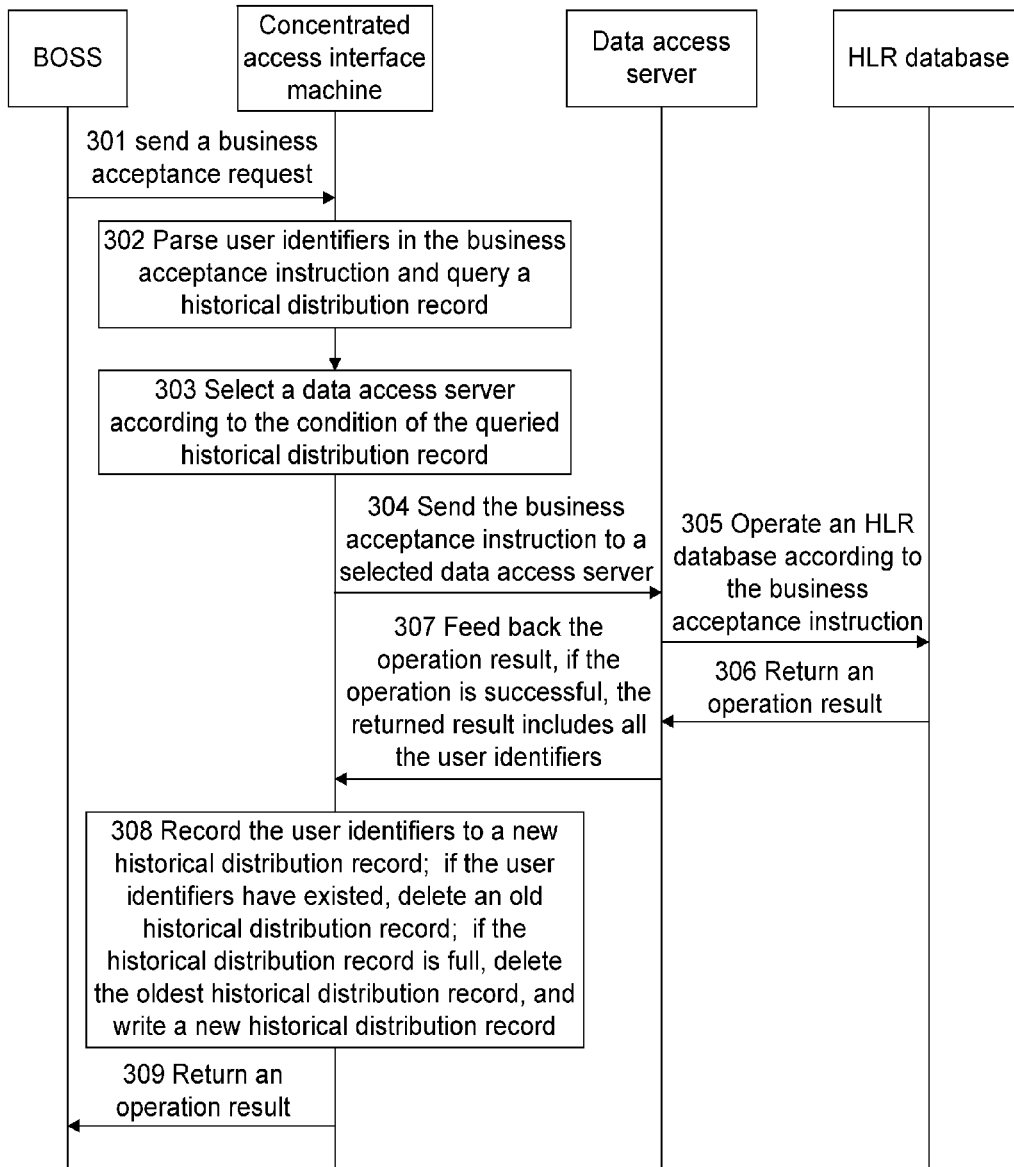 BOSS
Concentrated
access interface
machine
Data access
server
HLR database
301 send a business
acceptance request
302 Parse user identifiers in the business
acceptance instruction and query a
historical distribution record
303 Select a data access server
according to the condition of the queried
historical distribution record
304 Send the business
acceptance instruction to a
selected data access server
305 Operate an HLR
database according to
the business
acceptance instruction
306 Return an
operation result
307 Feed back the
operation result, if the
operation is successful, the
returned result includes all
the user identifiers
308 Record the user identifiers to a new
historical distribution record; if the user
identifiers have existed, delete an old
historical distribution record; if the
historical distribution record is full, delete
the oldest historical distribution record, and
write a new historical distribution record
309 Return an
operation result